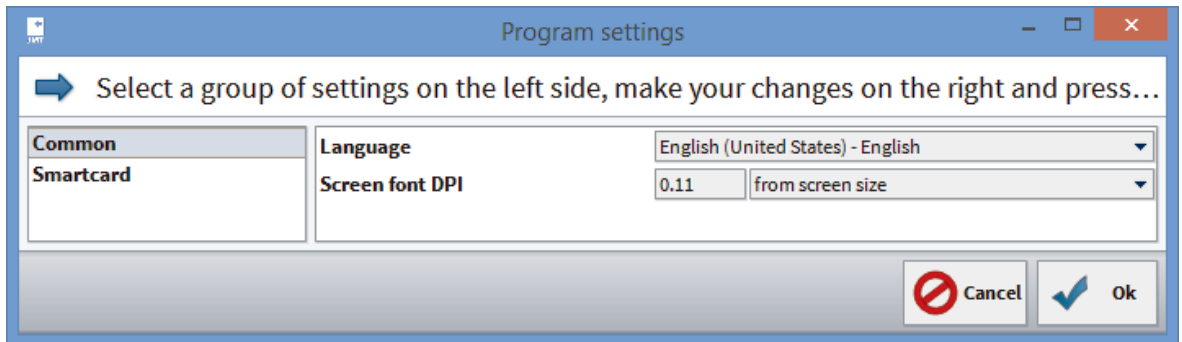 Program settings
Select a group of settings on the left side, make your changes on the right and press...
Common
Smartcard
Language
English (United States) - English
Screen font DPI
0.11
from screen size
Cancel
Ok